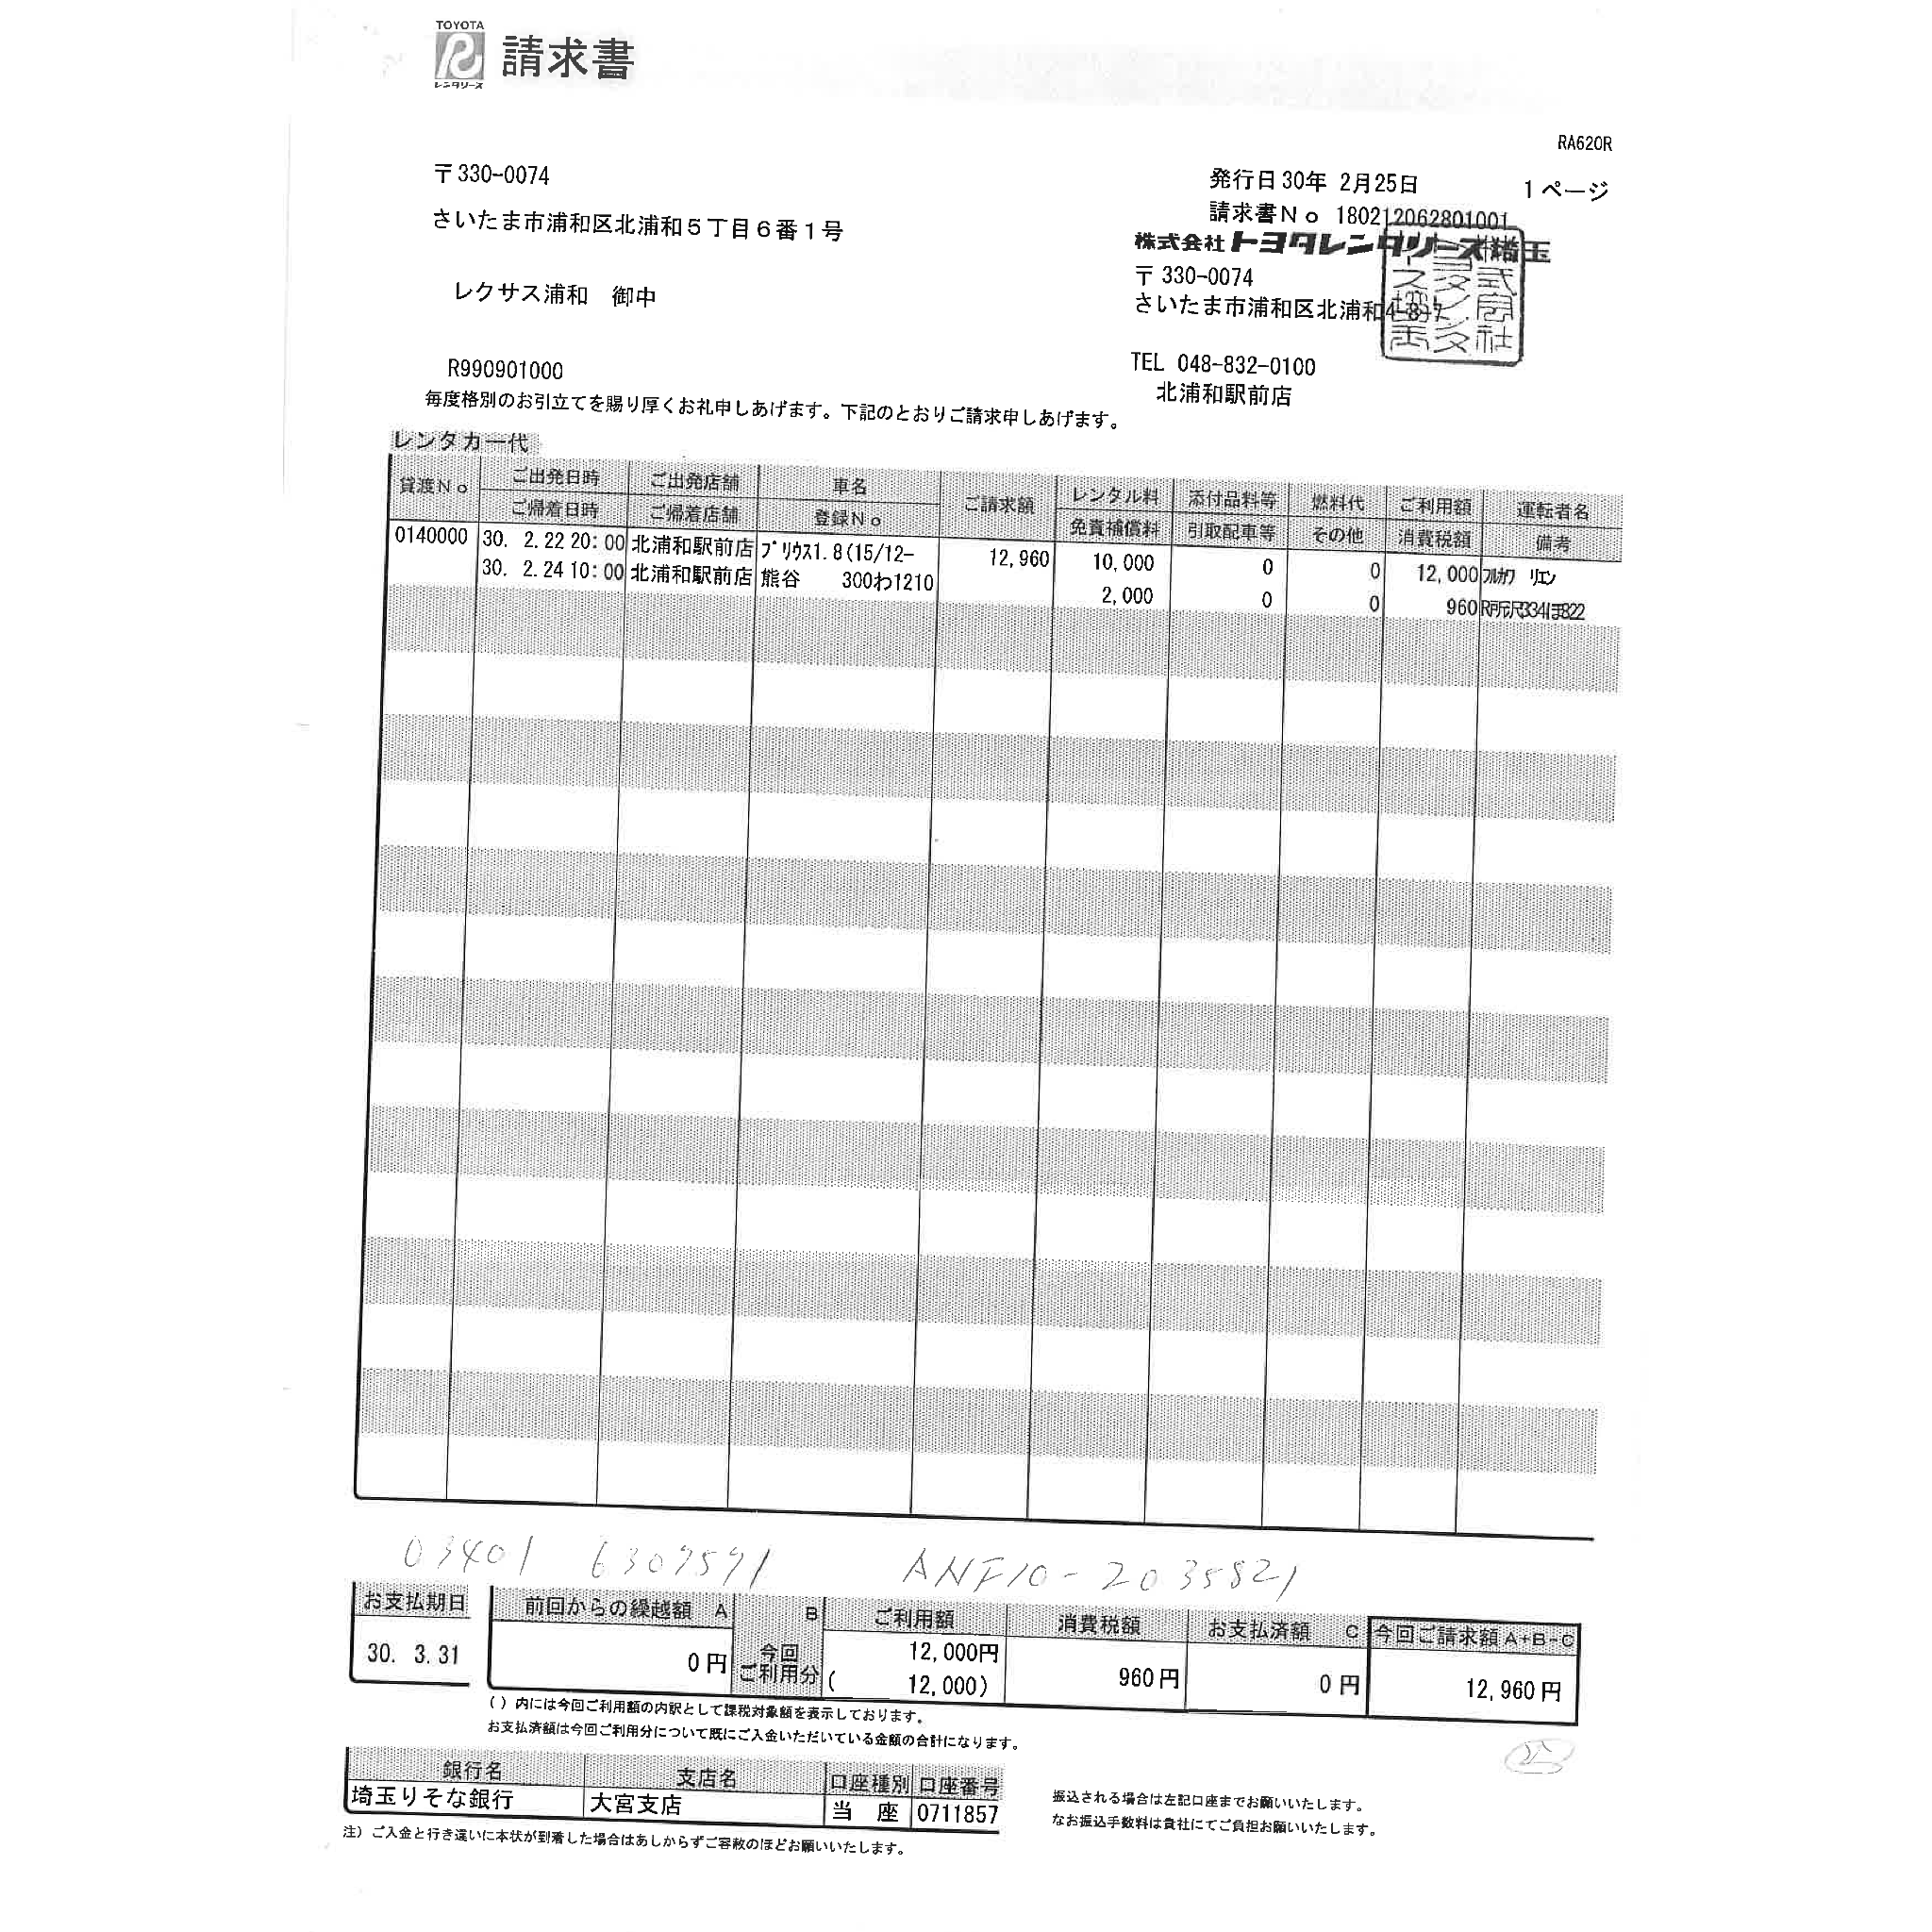 TOYOTA
レンタリース
請求書
RA620R
〒330-0074
発行日30年 2月25日
1ページ
さいたま市浦和区北浦和5丁目6番1号
請求書No 180212062801001
株式会社トヨタレンタリース埼玉
〒330-0074
レクサス浦和 御中
さいたま市浦和区北浦和4-8-7
R990901000
TEL 048-832-0100
北浦和駅前店
毎度格別のお引立てを賜り厚くお礼申しあげます。下記のとおりご請求申しあげます。
レンタカー代
貸渡No ご出発日時 ご出発店舗 車名 ご請求額 レンタル料 添付品料等 燃料代 ご利用額 運転者名
ご帰着日時 ご帰着店舗 登録No 免責補償料 引取配車等 その他 消費税額 備考
0140000 30. 2.22 20:00 北浦和駅前店 プリウス1.8(15/12- 12,960 10,000 0 0 12,000 フルカワ リエン
30. 2.24 10:00 北浦和駅前店 熊谷 300わ1210 2,000 0 0 960
03401 6309591 ANF10-2035821
お支払期日 前回からの繰越額 A B ご利用額 消費税額 お支払済額 C 今回ご請求額 A+B-C
30. 3.31 0円 今回ご利用分 12,000円 960円 0円 12,960円
( 12,000)
( )内には今回ご利用額の内訳として課税対象額を表示しております。
お支払済額は今回ご利用分について既にご入金いただいている金額の合計になります。
銀行名 支店名 口座種別 口座番号
埼玉りそな銀行 大宮支店 当 座 0711857
振込される場合は左記口座までお願いいたします。
なお振込手数料は貴社にてご負担お願いいたします。
注)ご入金と行き違いに本状が到着した場合はあしからずご容赦のほどお願いいたします。